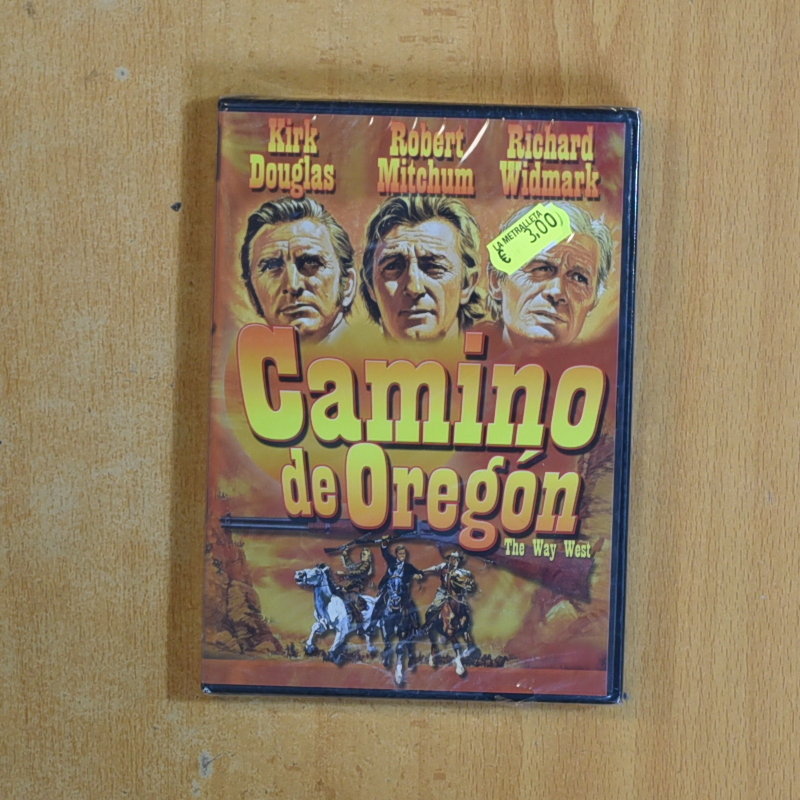 Kirk
Douglas
Robert
Mitchum
Richard
Widmark
LA METRALLETA
€ 3,00
Camino
de Oregón
The Way West